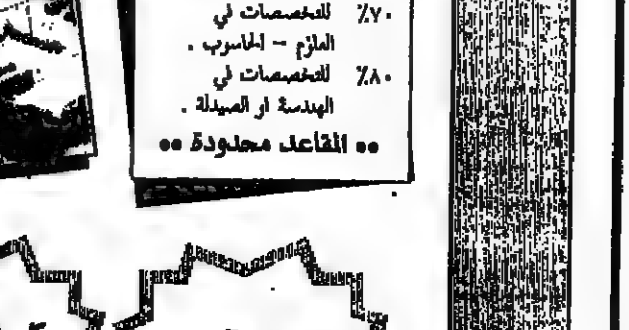 ٧٠٪ للتخصصات في
العلوم – الحاسوب .
٨٠٪ للتخصصات في
الهندسة او الصيدلة .
•• المقاعد محدودة ••